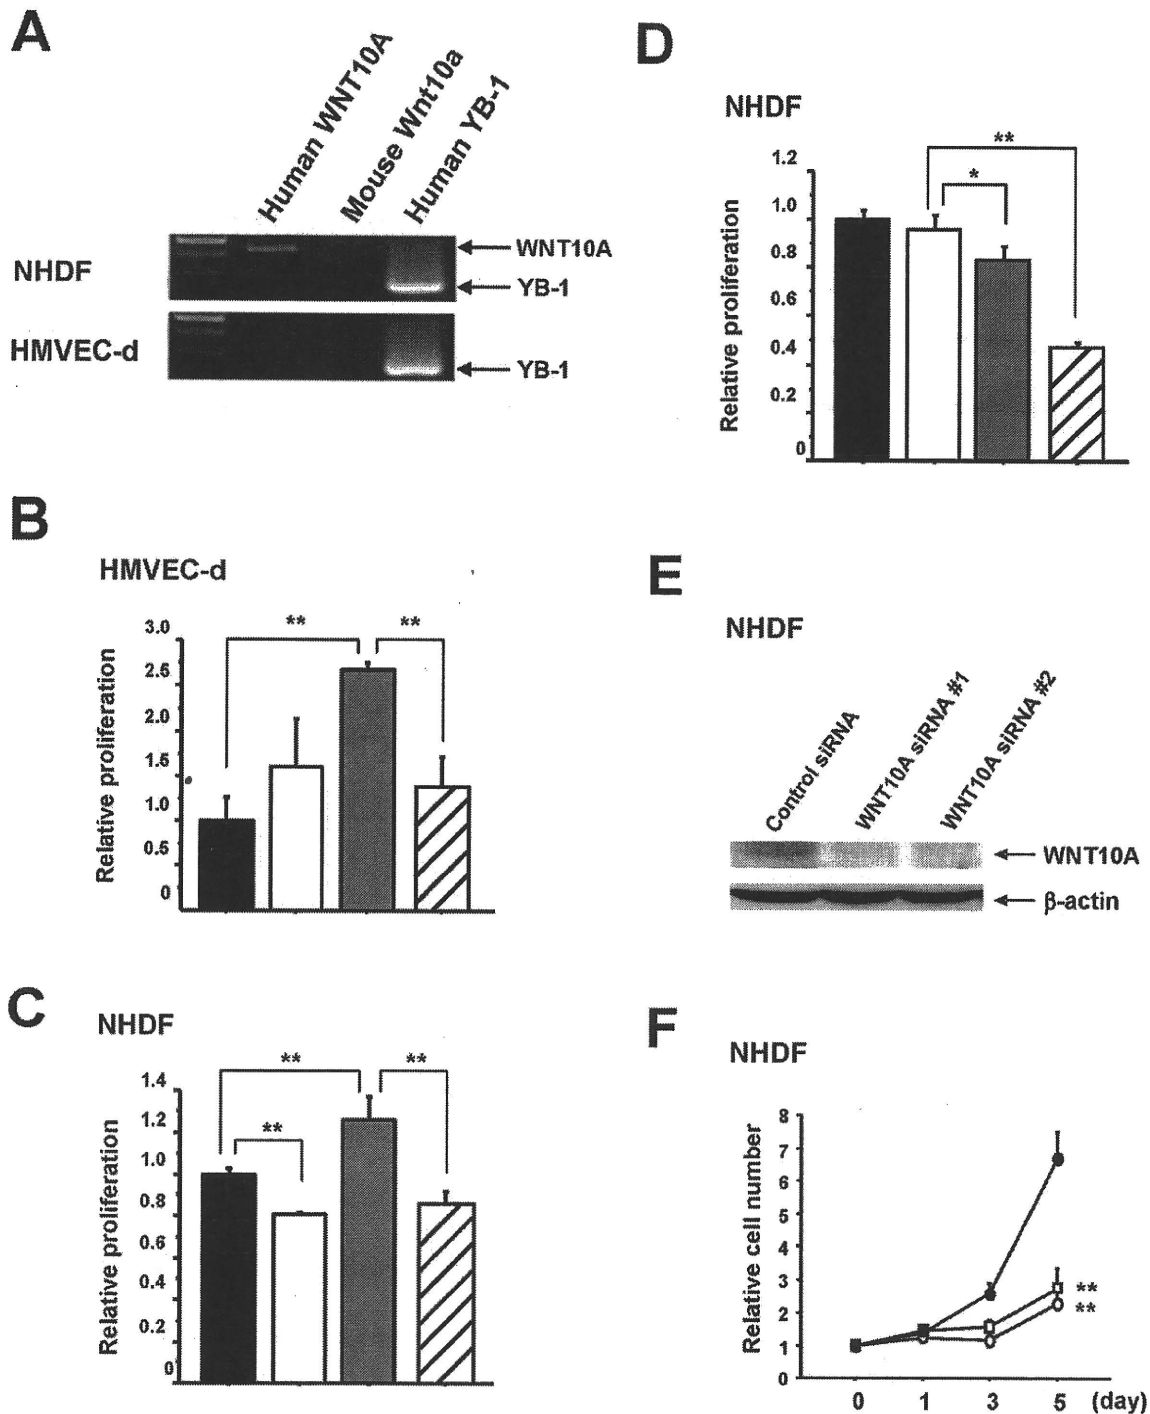 A
Human WNT10A
Mouse Wnt10a
Human YB-1
NHDF
WNT10A
YB-1
HMVEC-d
YB-1
B
HMVEC-d
Relative proliferation
3.0
2.6
2.0
1.5
1.0
0.5
0
**
**
C
NHDF
Relative proliferation
1.4
1.2
1.0
0.8
0.6
0.4
0.2
0
**
**
**
D
NHDF
Relative proliferation
1.2
1.0
0.8
0.6
0.4
0.2
0
**
*
E
NHDF
Control siRNA
WNT10A siRNA #1
WNT10A siRNA #2
WNT10A
β-actin
F
NHDF
Relative cell number
8
7
6
5
4
3
2
1
0
**
**
0 1 3 5 (day)